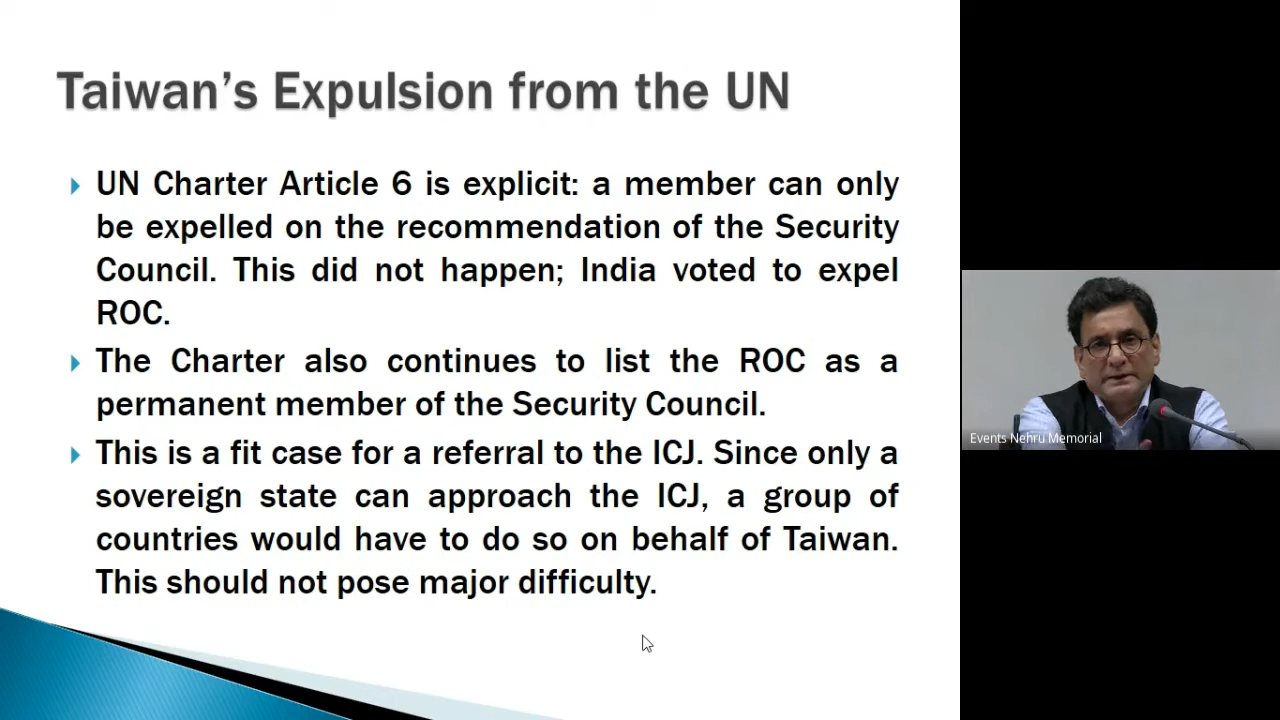 Taiwan’s Expulsion from the UN
UN Charter Article 6 is explicit: a member can only
be expelled on the recommendation of the Security
Council. This did not happen; India voted to expel
ROC.
The Charter also continues to list the ROC as a
permanent member of the Security Council.
This is a fit case for a referral to the ICJ. Since only a
sovereign state can approach the ICJ, a group of
countries would have to do so on behalf of Taiwan.
This should not pose major difficulty.
Events Nehru Memorial